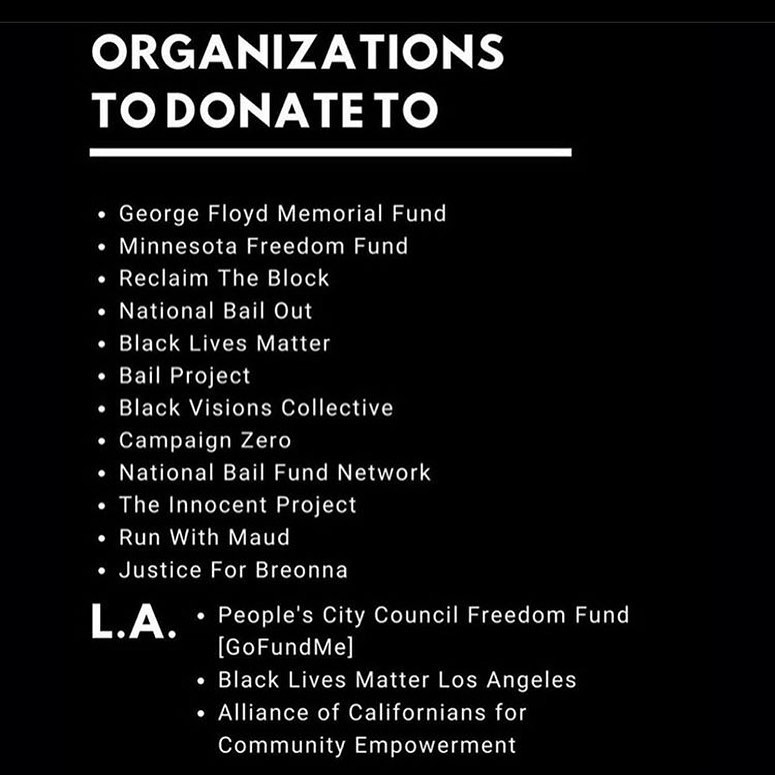 ORGANIZATIONS
TO DONATE TO
• George Floyd Memorial Fund
• Minnesota Freedom Fund
• Reclaim The Block
• National Bail Out
• Black Lives Matter
• Bail Project
• Black Visions Collective
• Campaign Zero
• National Bail Fund Network
• The Innocent Project
• Run With Maud
• Justice For Breonna
L.A.
• People's City Council Freedom Fund
[GoFundMe]
• Black Lives Matter Los Angeles
• Alliance of Californians for
Community Empowerment